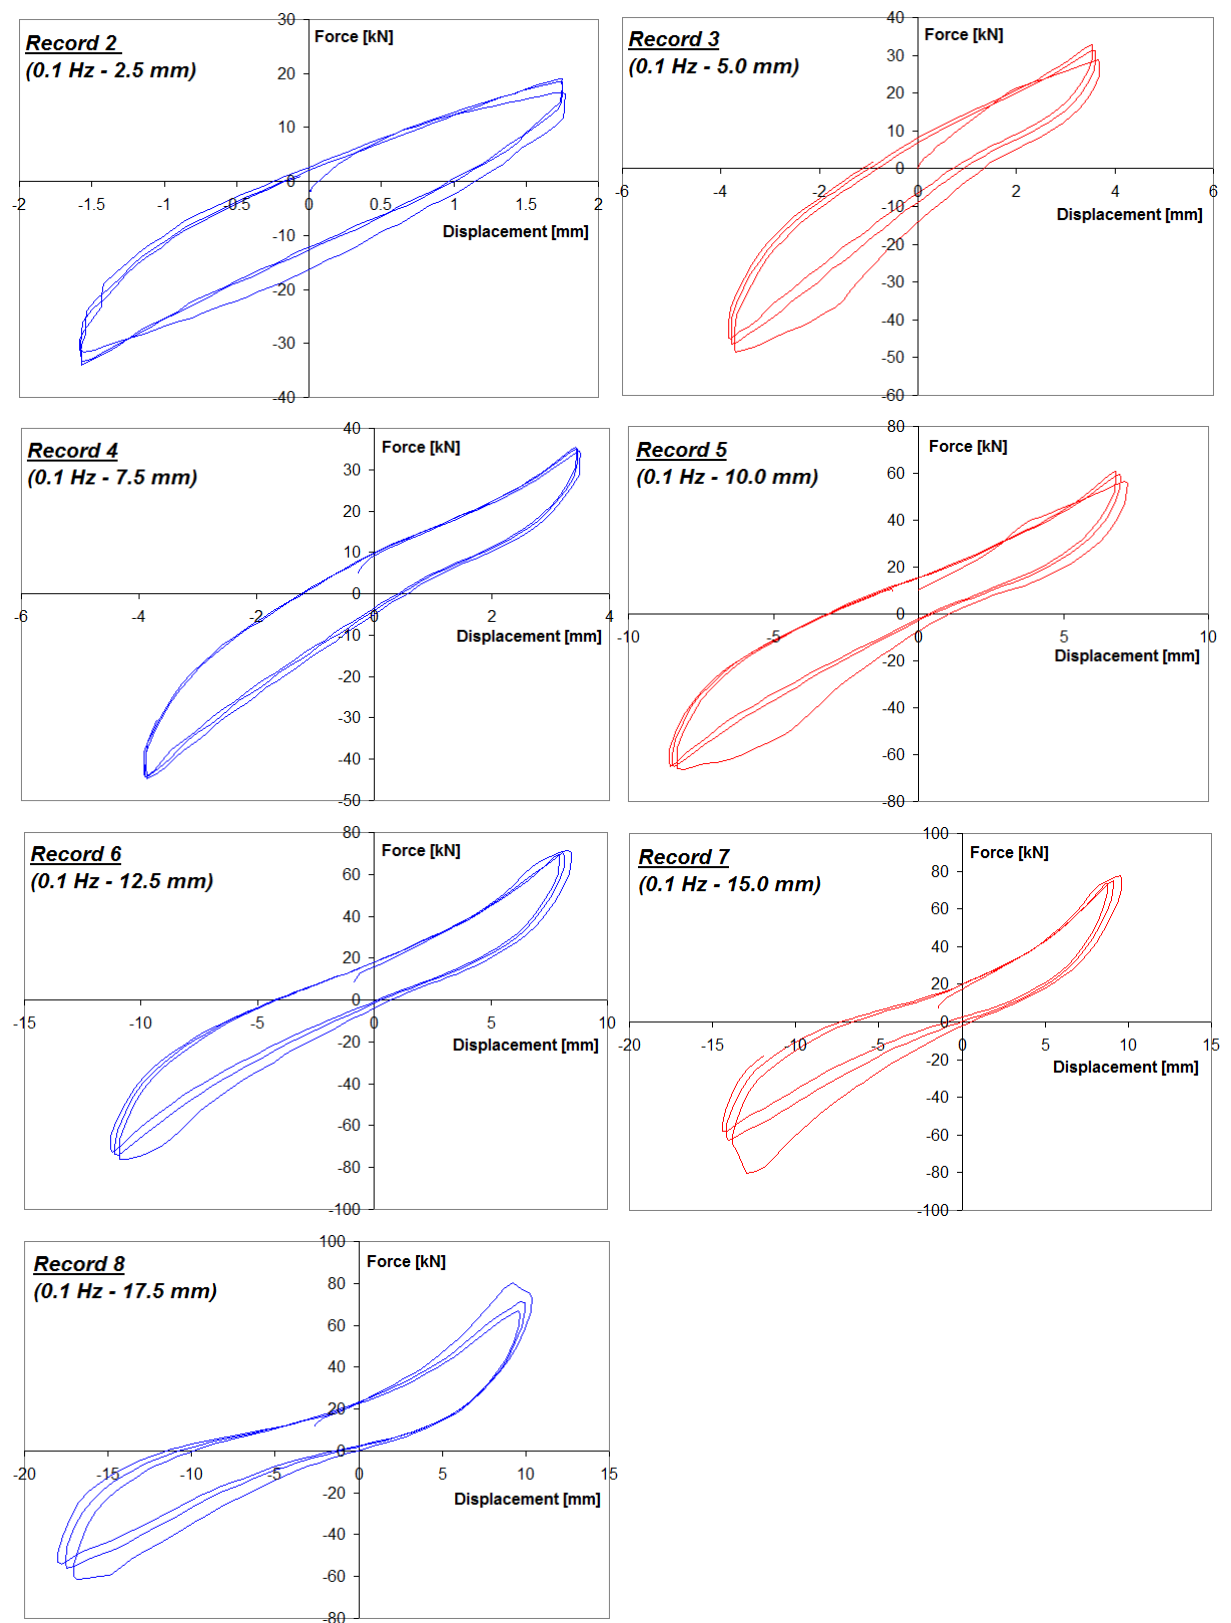 Record 2
(0.1 Hz - 2.5 mm)
Force [kN]
30
20
10
0
-10
-20
-30
-40
-2 -1.5 -1 -0.5 0 0.5 1 1.5 2
Displacement [mm]
Record 3
(0.1 Hz - 5.0 mm)
Force [kN]
40
30
20
10
0
-10
-20
-30
-40
-50
-60
-6 -4 -2 0 2 4 6
Displacement [mm]
Record 4
(0.1 Hz - 7.5 mm)
Force [kN]
40
30
20
10
0
-10
-20
-30
-40
-50
-6 -4 -2 0 2 4
Displacement [mm]
Record 5
(0.1 Hz - 10.0 mm)
Force [kN]
80
60
40
20
0
-20
-40
-60
-80
-10 -5 0 5 10
Displacement [mm]
Record 6
(0.1 Hz - 12.5 mm)
Force [kN]
80
60
40
20
0
-20
-40
-60
-80
-100
-15 -10 -5 0 5 10
Displacement [mm]
Record 7
(0.1 Hz - 15.0 mm)
Force [kN]
100
80
60
40
20
0
-20
-40
-60
-80
-100
-20 -15 -10 -5 0 5 10 15
Displacement [mm]
Record 8
(0.1 Hz - 17.5 mm)
Force [kN]
100
80
60
40
20
0
-20
-40
-60
-80
-20 -15 -10 -5 0 5 10 15
Displacement [mm]